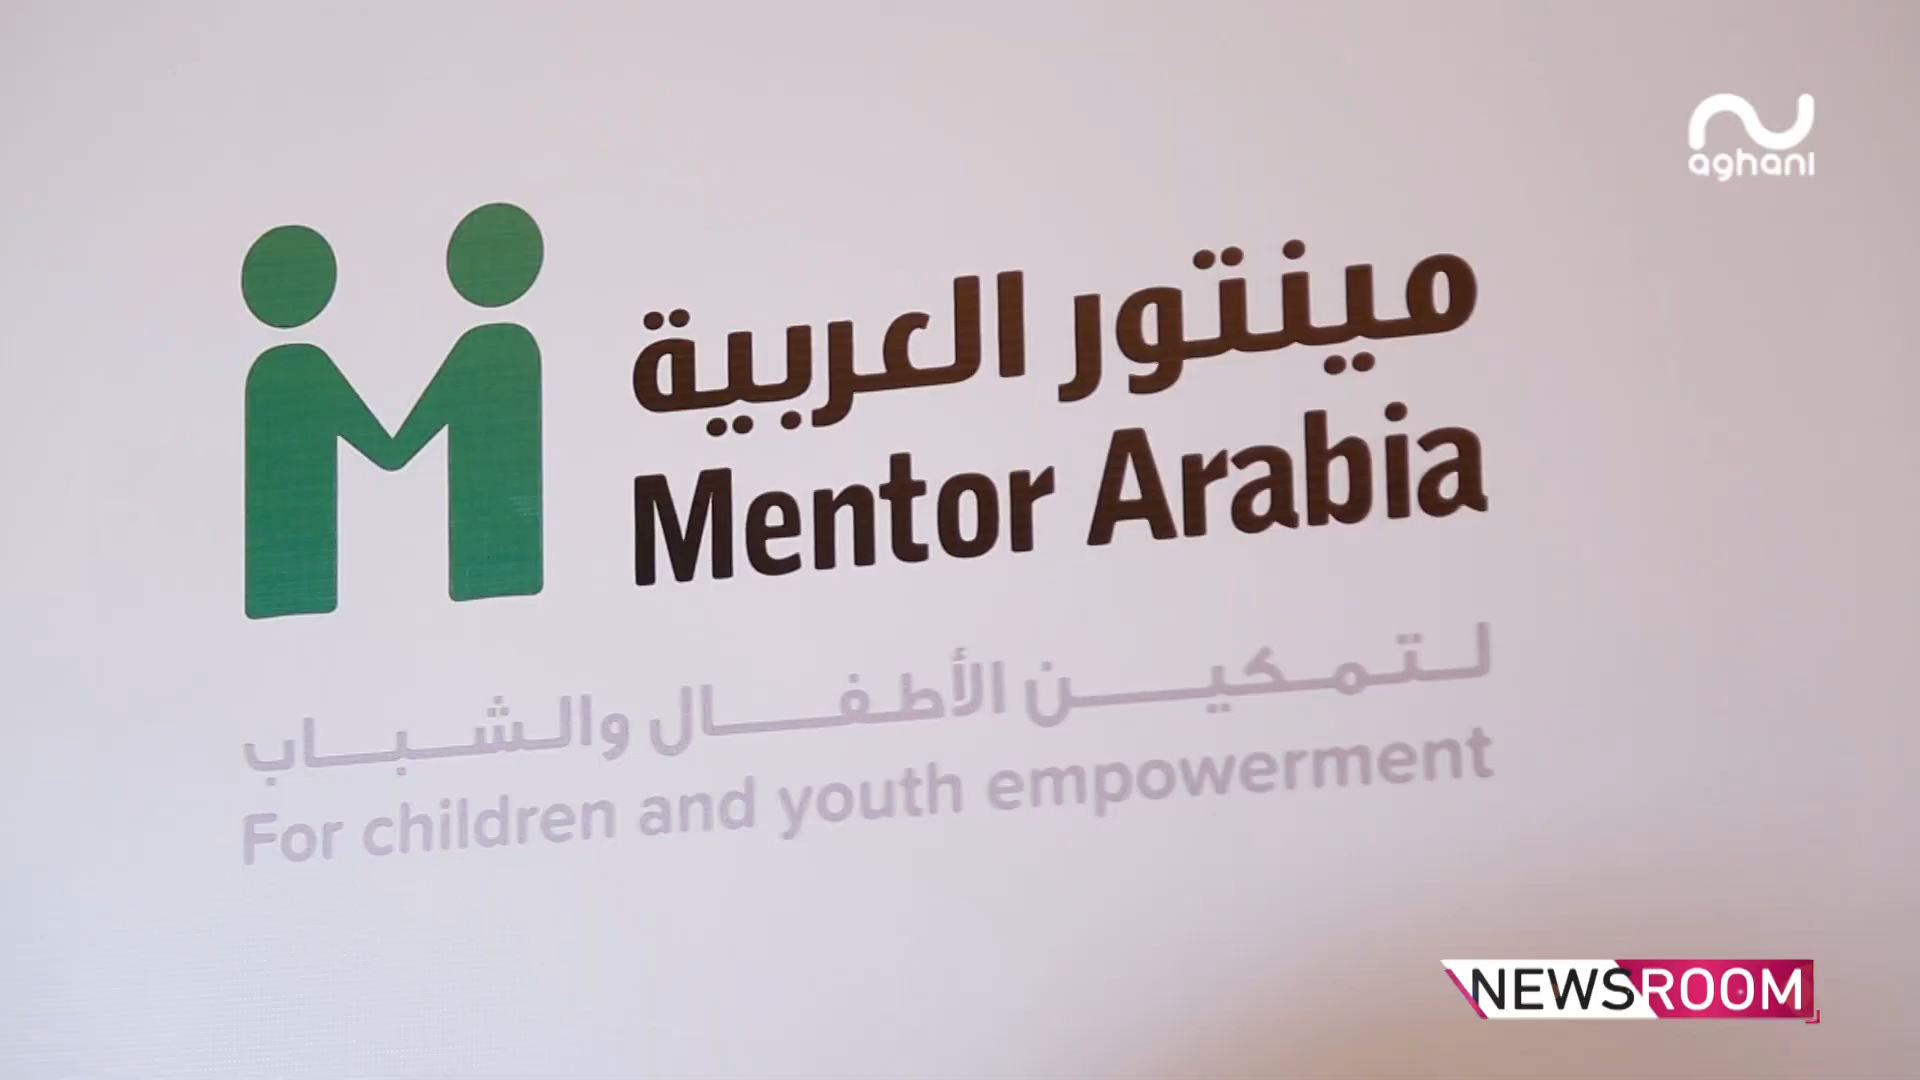 aghani
مينتور العربية
Mentor Arabia
لتمكين الأطفال والشباب
For children and youth empowerment
NEWSROOM